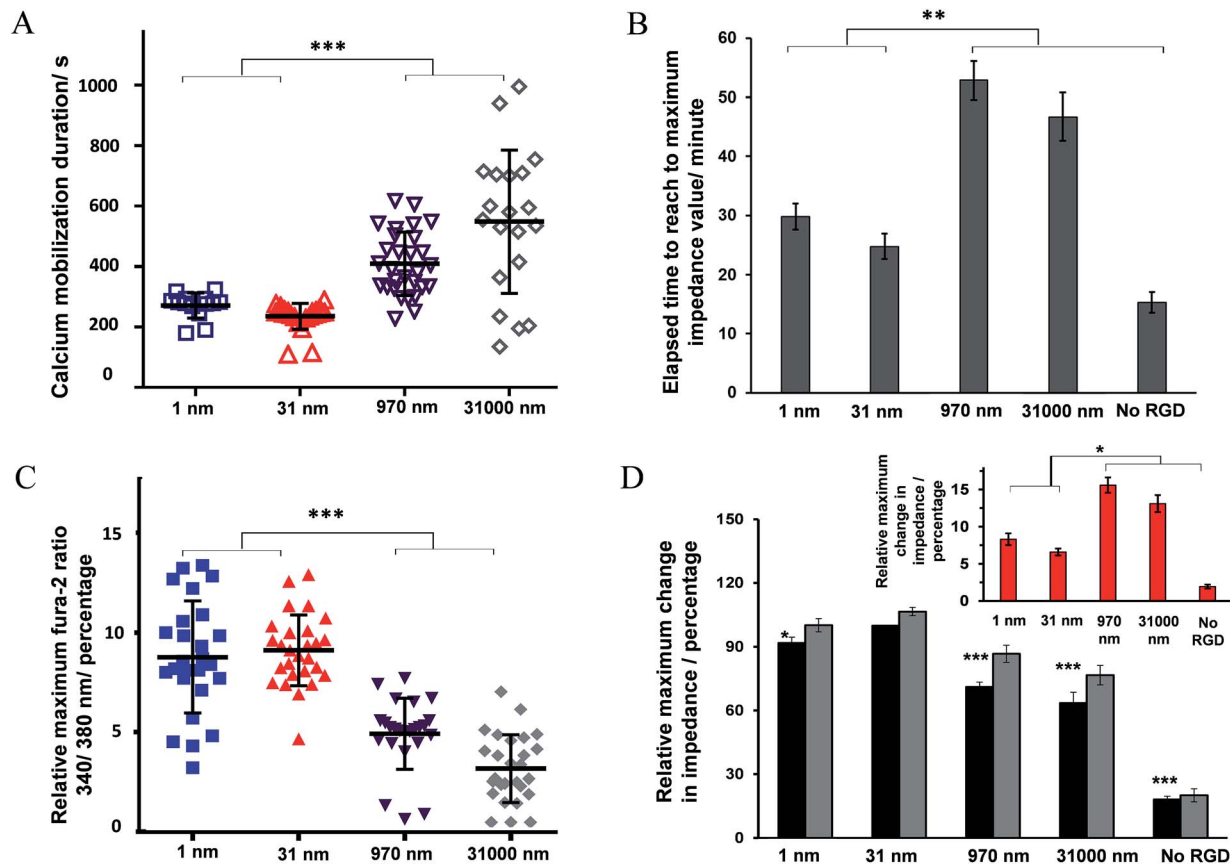 A
Calcium mobilization duration/ s
1000
800
600
400
200
0
***
1 nm
31 nm
970 nm
31000 nm
B
Elapsed time to reach to maximum
impedance value/ minute
60
50
40
30
20
10
0
**
1 nm
31 nm
970 nm
31000 nm
No RGD
C
Relative maximum fura-2 ratio
340/ 380 nm/ percentage
15
10
5
0
***
1 nm
31 nm
970 nm
31000 nm
D
Relative maximum change
in impedance / percentage
150
120
90
60
30
0
*
***
***
***
1 nm
31 nm
970 nm
31000 nm
No RGD
Relative maximum
change in
impedance /
percentage
15
10
5
0
*
1 nm
31 nm
970
nm
31000
nm
No
RGD